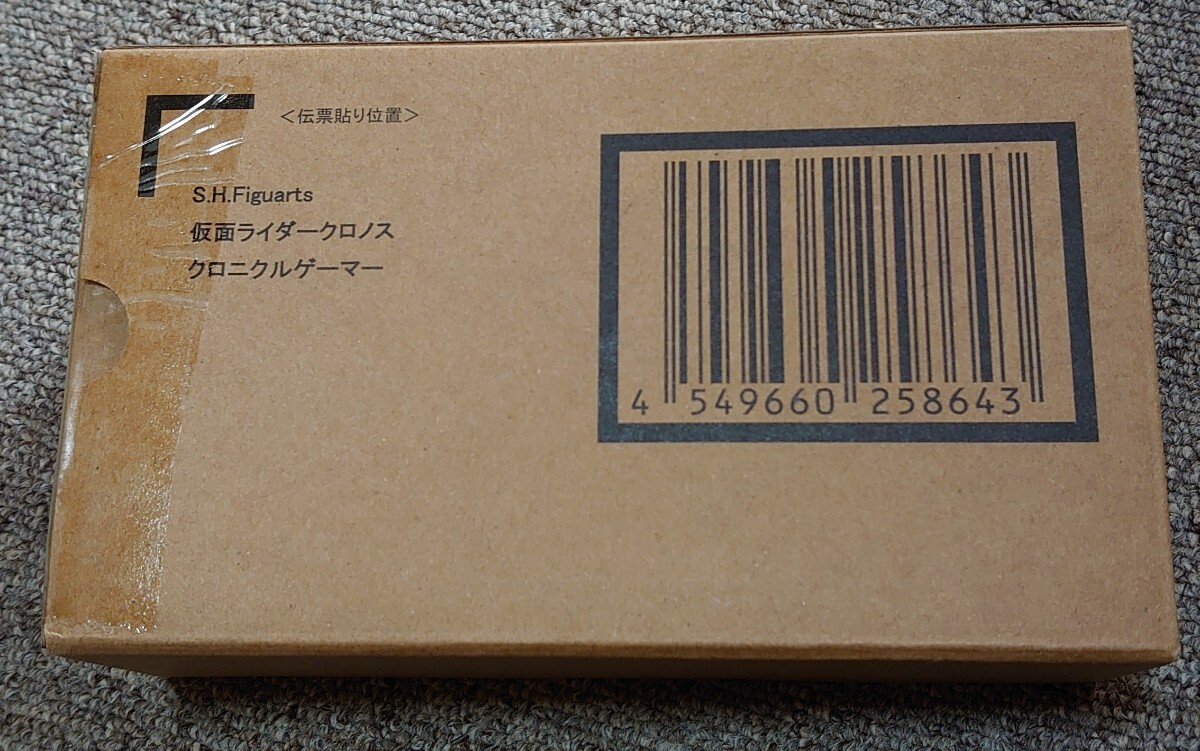 ＜伝票貼り位置＞
S.H.Figuarts
仮面ライダークロノス
クロニクルゲーマー
4 549660 258643